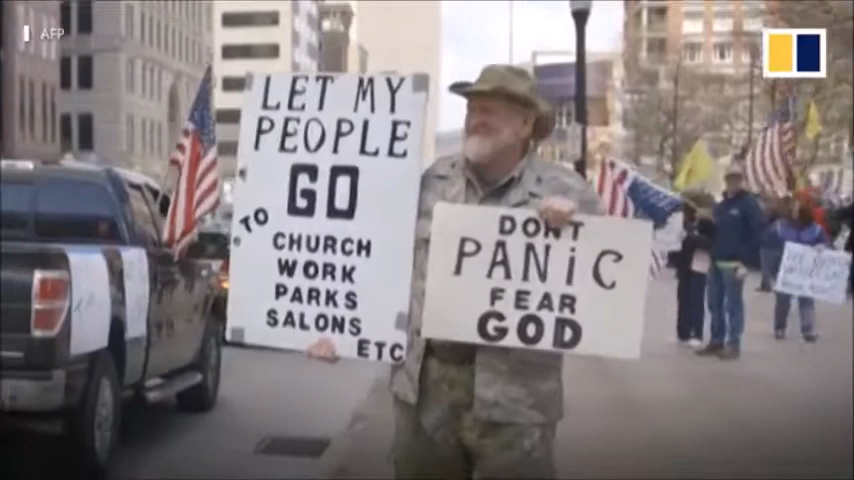 AFP
LET MY
PEOPLE
GO
TO
CHURCH
WORK
PARKS
SALONS
ETC
DON'T
PANiC
FEAR
GOD